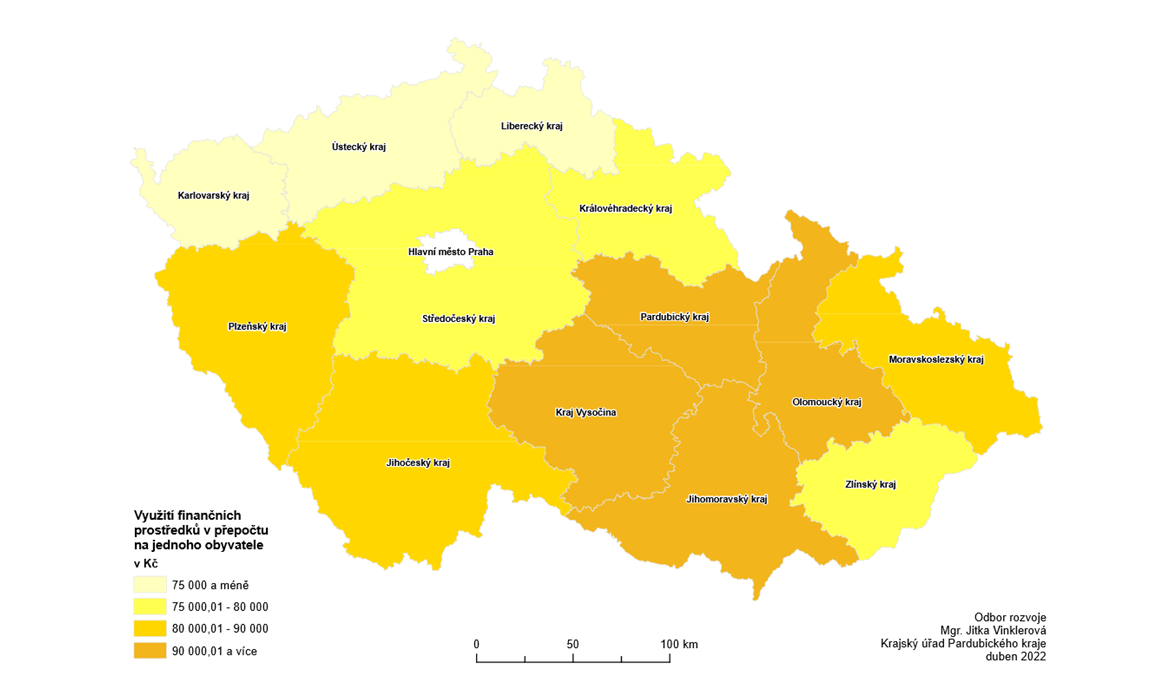 Liberecký kraj
Ústecký kraj
Karlovarský kraj
Královéhradecký kraj
Hlavní město Praha
Pardubický kraj
Středočeský kraj
Plzeňský kraj
Moravskoslezský kraj
Olomoucký kraj
Kraj Vysočina
Jihočeský kraj
Zlínský kraj
Jihomoravský kraj
Využití finančních
prostředků v přepočtu
na jednoho obyvatele
v Kč
75 000 a méně
75 000,01 - 80 000
80 000,01 - 90 000
90 000,01 a více
0 50 100 km
Odbor rozvoje
Mgr. Jitka Vinklerová
Krajský úřad Pardubického kraje
duben 2022